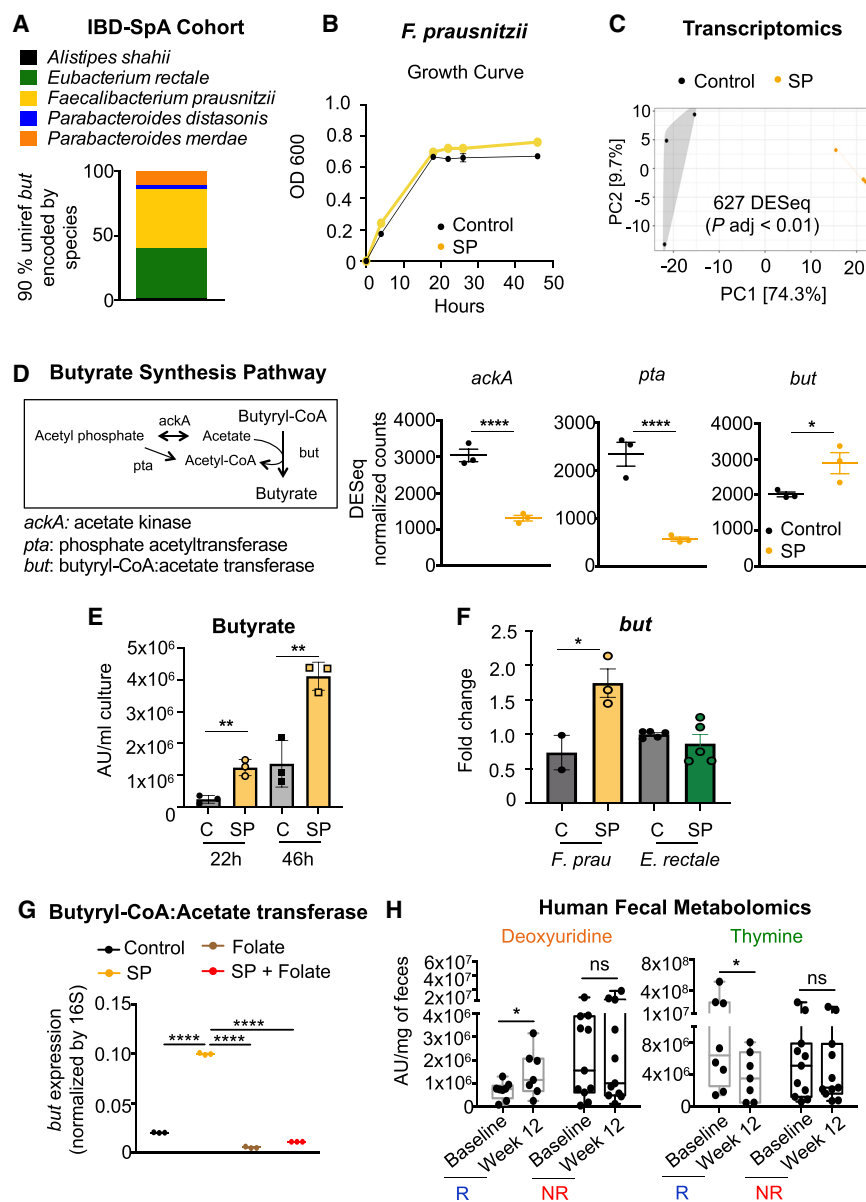 A
IBD-SpA Cohort
Alistipes shahii
Eubacterium rectale
Faecalibacterium prausnitzii
Parabacteroides distasonis
Parabacteroides merdae
90 % uniref but
encoded by
species
100
50
0
B
F. prausnitzii
Growth Curve
OD 600
1.0
0.8
0.6
0.4
0.2
0
Control
SP
0 10 20 30 40 50
Hours
C
Transcriptomics
Control SP
PC2 [9.7%]
10
5
0
-5
-10
627 DESeq
(P adj < 0.01)
-20 -10 0 10 20
PC1 [74.3%]
D
Butyrate Synthesis Pathway
ackA
Butyryl-CoA
Acetyl phosphate
Acetate
but
pta
Acetyl-CoA
Butyrate
ackA: acetate kinase
pta: phosphate acetyltransferase
but: butyryl-CoA:acetate transferase
DESeq
normalized counts
ackA
4000
3000
2000
1000
0
****
pta
2000
1000
0
****
but
4000
3000
2000
1000
0
*
Control
SP
E
Butyrate
AU/ml culture
5x10⁶
4x10⁶
3x10⁶
2x10⁶
1x10⁶
0
**
**
C SP C SP
22h 46h
F
but
Fold change
2.5
2.0
1.5
1.0
0.5
0.0
*
C SP C SP
F. prau E. rectale
G
Butyryl-CoA:Acetate transferase
Control Folate
SP SP + Folate
but expression
(normalized by 16S)
0.15
0.10
0.05
0
****
****
****
H
Human Fecal Metabolomics
Deoxyuridine Thymine
AU/mg of feces
6x10⁷
5x10⁷
3x10⁷
2x10⁷
1x10⁷
4x10⁶
3x10⁶
2x10⁶
1x10⁶
0
*
ns
Baseline Week 12 Baseline Week 12
R NR
8x10⁸
4x10⁸
2x10⁸
1x10⁷
8x10⁶
4x10⁶
0
*
ns
Baseline Week 12 Baseline Week 12
R NR